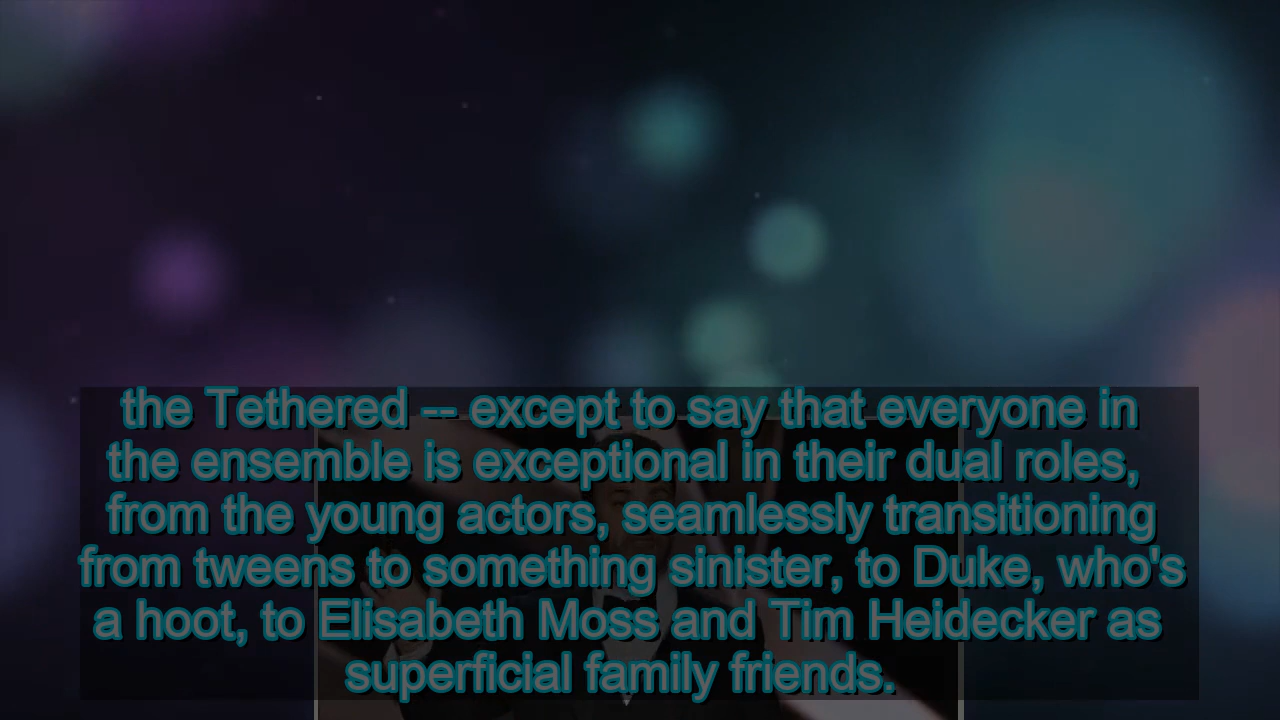 the Tethered -- except to say that everyone in
the ensemble is exceptional in their dual roles,
from the young actors, seamlessly transitioning
from tweens to something sinister, to Duke, who's
a hoot, to Elisabeth Moss and Tim Heidecker as
superficial family friends.